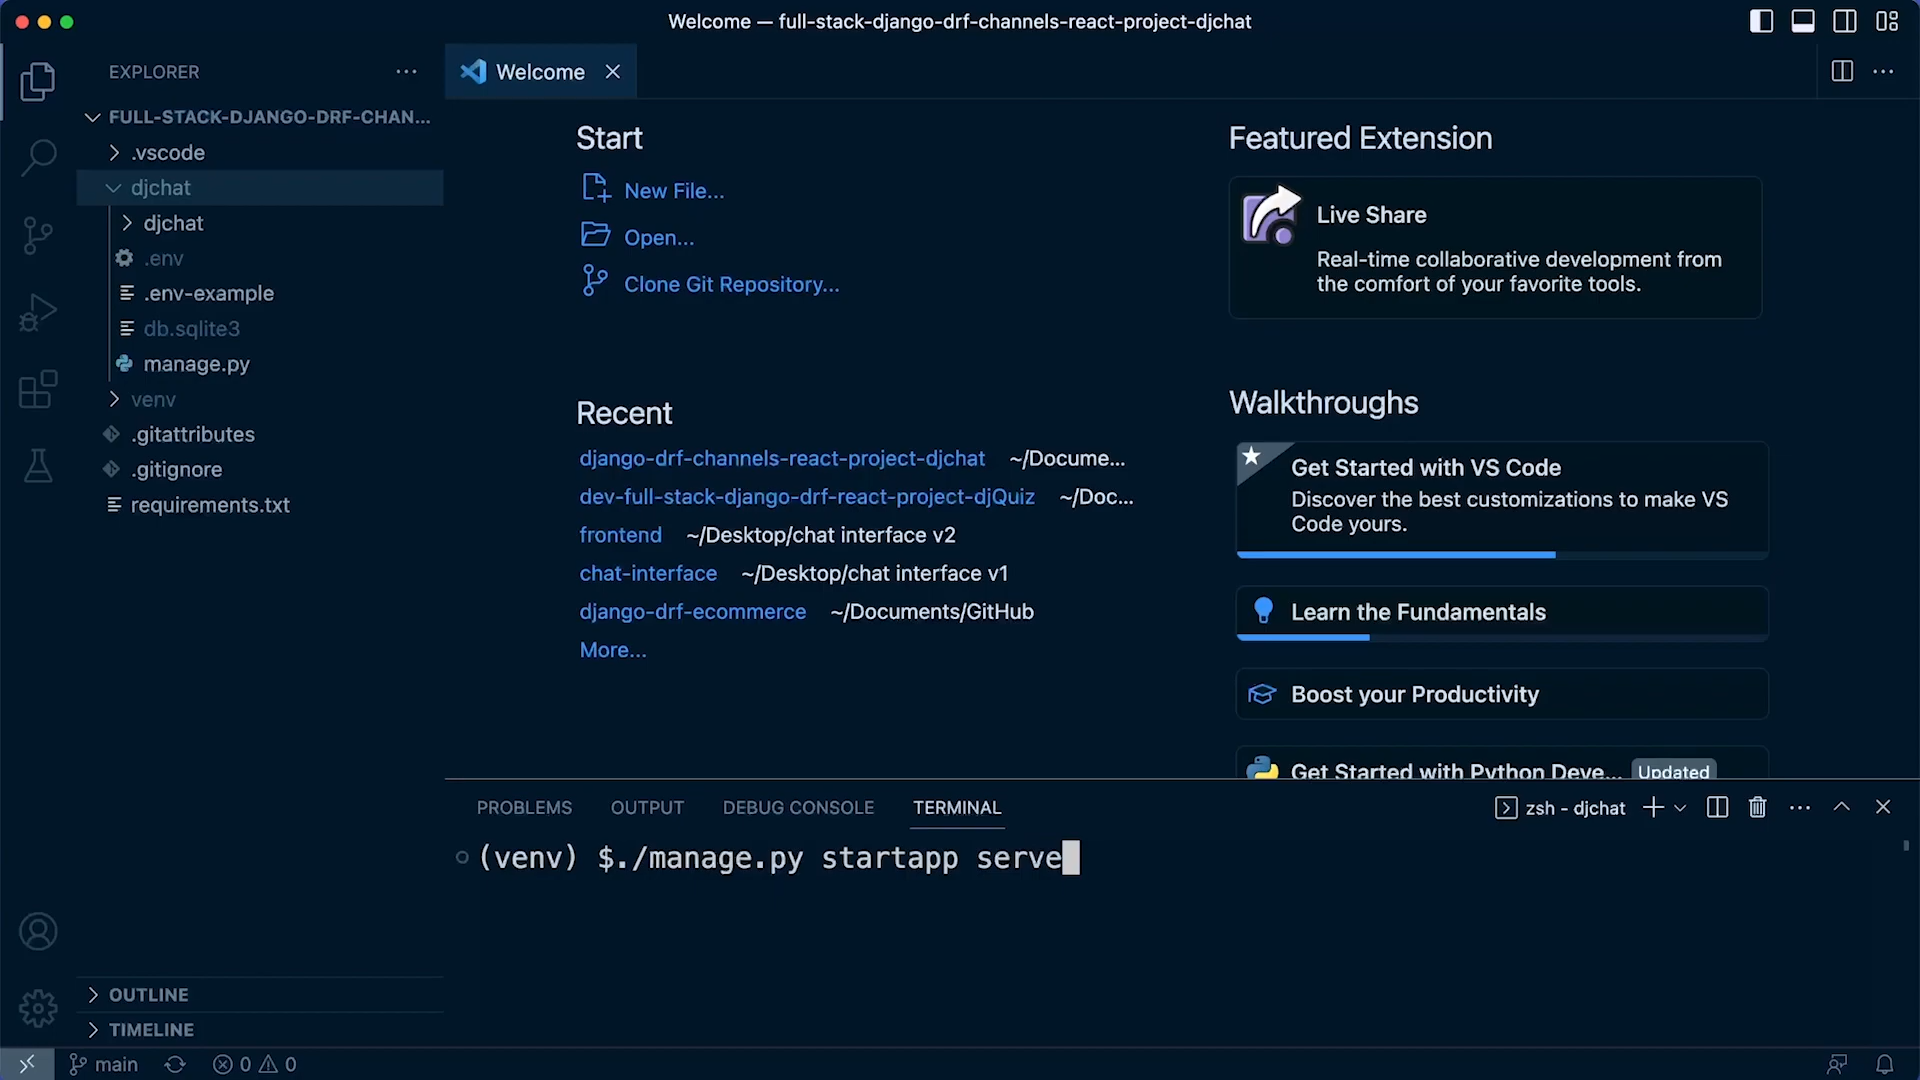 Welcome — full-stack-django-drf-channels-react-project-djchat
EXPLORER
FULL-STACK-DJANGO-DRF-CHAN...
.vscode
djchat
djchat
.env
.env-example
db.sqlite3
manage.py
venv
.gitattributes
.gitignore
requirements.txt
OUTLINE
TIMELINE
Welcome
Start
New File...
Open...
Clone Git Repository...
Recent
django-drf-channels-react-project-djchat ~/Docume...
dev-full-stack-django-drf-react-project-djQuiz ~/Doc...
frontend ~/Desktop/chat interface v2
chat-interface ~/Desktop/chat interface v1
django-drf-ecommerce ~/Documents/GitHub
More...
Featured Extension
Live Share
Real-time collaborative development from
the comfort of your favorite tools.
Walkthroughs
Get Started with VS Code
Discover the best customizations to make VS
Code yours.
Learn the Fundamentals
Boost your Productivity
Get Started with Python Deve... Updated
PROBLEMS OUTPUT DEBUG CONSOLE TERMINAL
zsh - djchat
(venv) $./manage.py startapp serve
main 0 0